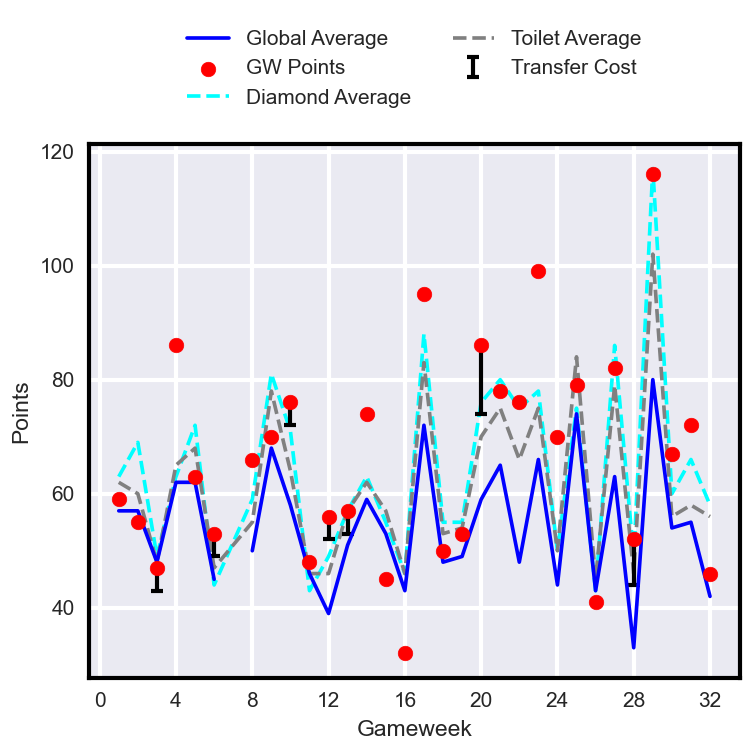 Global Average
GW Points
Diamond Average
Toilet Average
Transfer Cost
120
100
80
60
40
Points
0 4 8 12 16 20 24 28 32
Gameweek